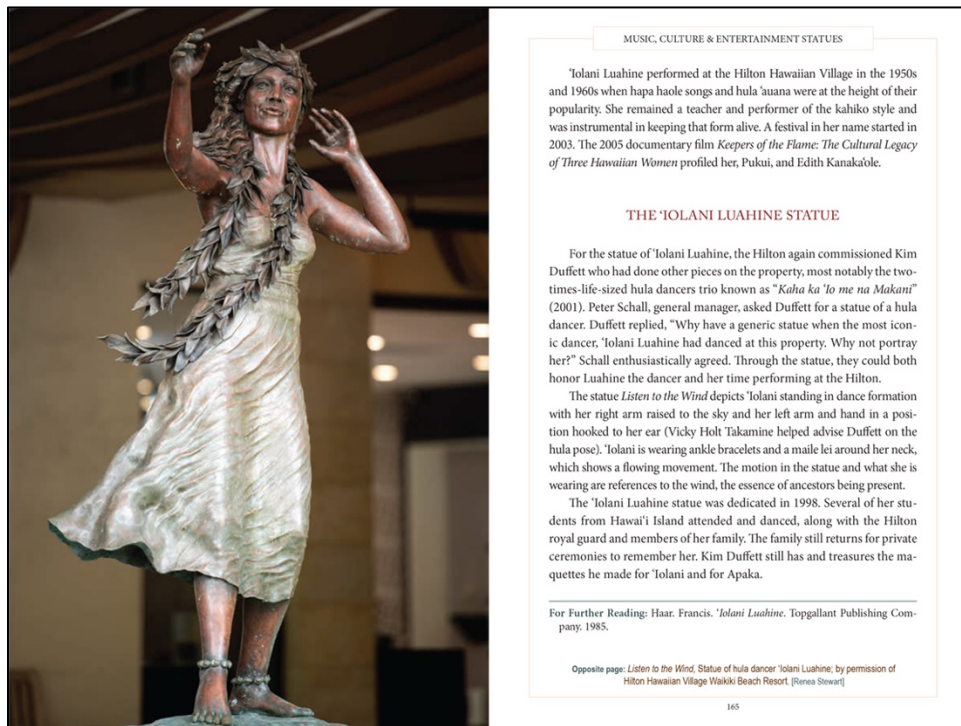 MUSIC, CULTURE & ENTERTAINMENT STATUES
'Iolani Luahine performed at the Hilton Hawaiian Village in the 1950s
and 1960s when hapa haole songs and hula 'auana were at the height of their
popularity. She remained a teacher and performer of the kahiko style and
was instrumental in keeping that form alive. A festival in her name started in
2003. The 2005 documentary film Keepers of the Flame: The Cultural Legacy
of Three Hawaiian Women profiled her, Pukui, and Edith Kanaka'ole.
THE 'IOLANI LUAHINE STATUE
For the statue of 'Iolani Luahine, the Hilton again commissioned Kim
Duffett who had done other pieces on the property, most notably the two-
times-life-sized hula dancers trio known as “Kaha ka 'Io me na Makani”
(2001). Peter Schall, general manager, asked Duffett for a statue of a hula
dancer. Duffett replied, “Why have a generic statue when the most icon-
ic dancer, 'Iolani Luahine had danced at this property. Why not portray
her?” Schall enthusiastically agreed. Through the statue, they could both
honor Luahine the dancer and her time performing at the Hilton.
The statue Listen to the Wind depicts 'Iolani standing in dance formation
with her right arm raised to the sky and her left arm and hand in a posi-
tion hooked to her ear (Vicky Holt Takamine helped advise Duffett on the
hula pose). 'Iolani is wearing ankle bracelets and a maile lei around her neck,
which shows a flowing movement. The motion in the statue and what she is
wearing are references to the wind, the essence of ancestors being present.
The 'Iolani Luahine statue was dedicated in 1998. Several of her stu-
dents from Hawai'i Island attended and danced, along with the Hilton
royal guard and members of her family. The family still returns for private
ceremonies to remember her. Kim Duffett still has and treasures the ma-
quettes he made for 'Iolani and for Apaka.
For Further Reading: Haar. Francis. 'Iolani Luahine. Topgallant Publishing Com-
pany. 1985.
Opposite page: Listen to the Wind, Statue of hula dancer 'Iolani Luahine; by permission of
Hilton Hawaiian Village Waikiki Beach Resort. [Renea Stewart]
165